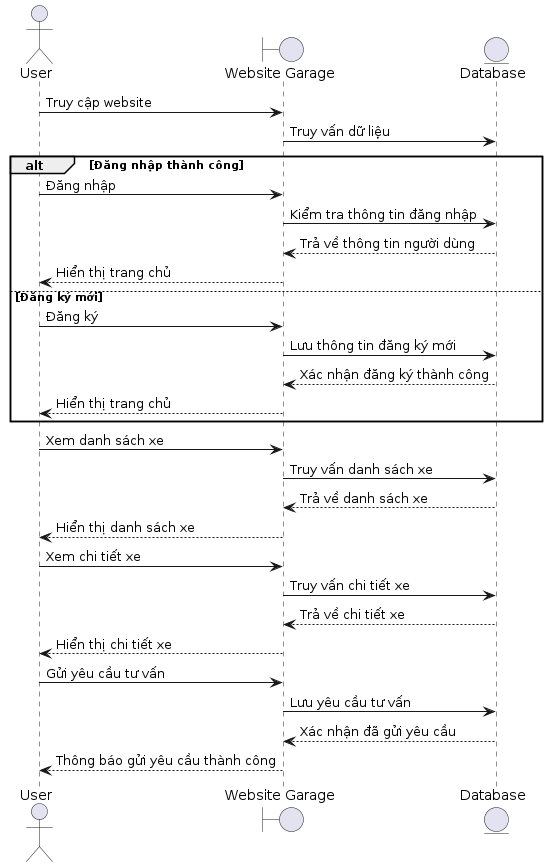 User
Website Garage
Database
Truy cập website
Truy vấn dữ liệu
alt
[Đăng nhập thành công]
Đăng nhập
Kiểm tra thông tin đăng nhập
Trả về thông tin người dùng
Hiển thị trang chủ
[Đăng ký mới]
Đăng ký
Lưu thông tin đăng ký mới
Xác nhận đăng ký thành công
Hiển thị trang chủ
Xem danh sách xe
Truy vấn danh sách xe
Trả về danh sách xe
Hiển thị danh sách xe
Xem chi tiết xe
Truy vấn chi tiết xe
Trả về chi tiết xe
Hiển thị chi tiết xe
Gửi yêu cầu tư vấn
Lưu yêu cầu tư vấn
Xác nhận đã gửi yêu cầu
Thông báo gửi yêu cầu thành công
User
Website Garage
Database